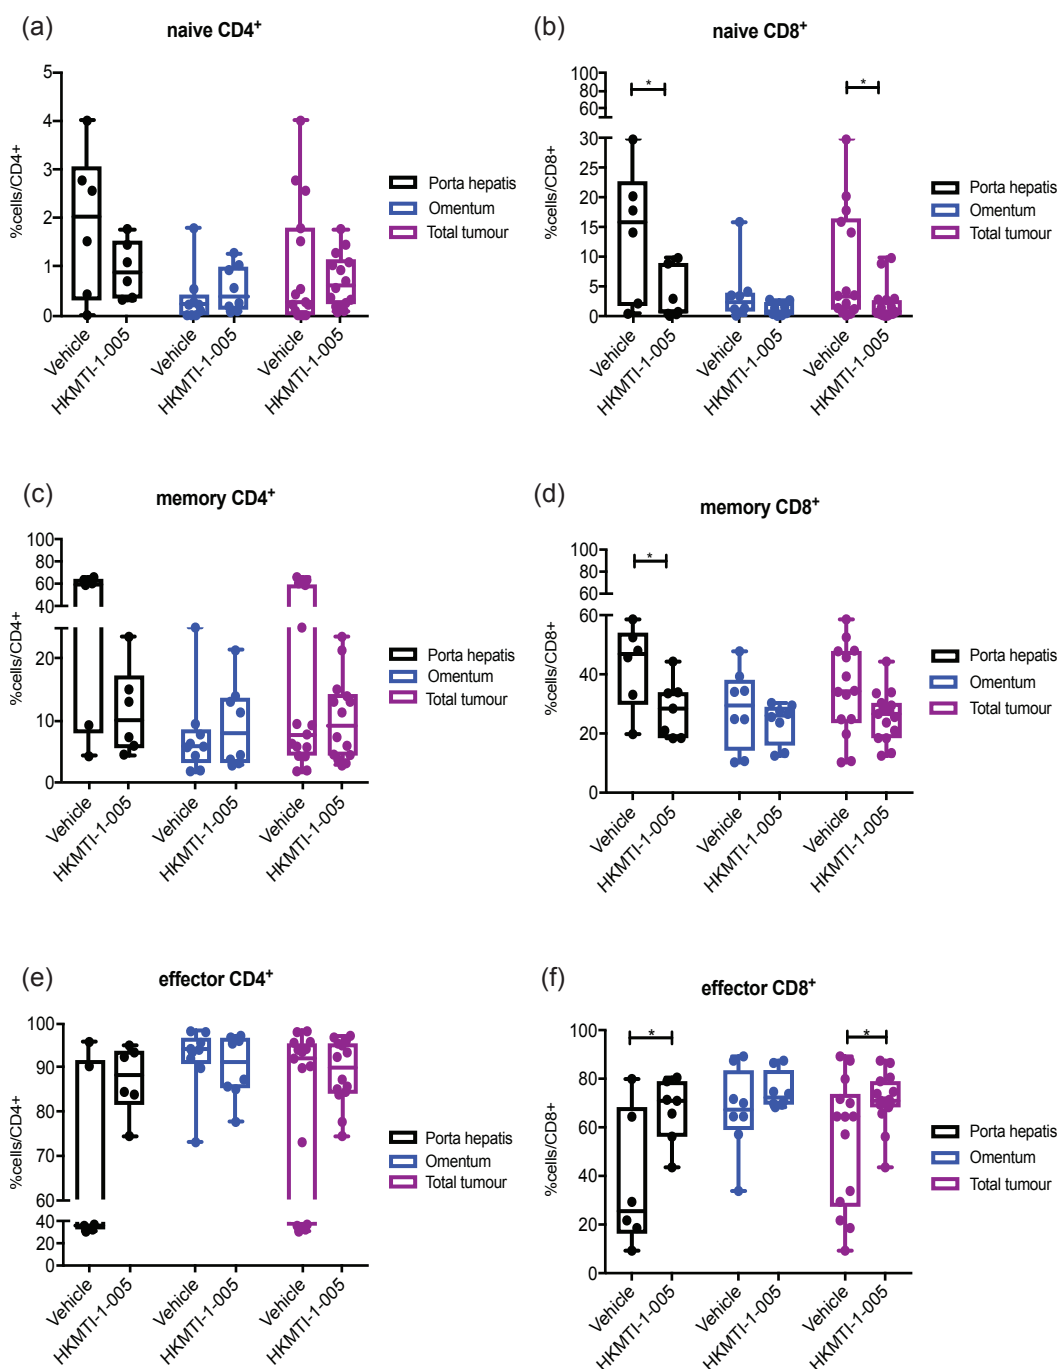 (a) naive CD4+
%cells/CD4+
5
4
3
2
1
0
Vehicle
HKMTI-1-005
Vehicle
HKMTI-1-005
Vehicle
HKMTI-1-005
Porta hepatis
Omentum
Total tumour
(b) naive CD8+
%cells/CD8+
100
80
60
30
20
10
5
0
*
*
Vehicle
HKMTI-1-005
Vehicle
HKMTI-1-005
Vehicle
HKMTI-1-005
Porta hepatis
Omentum
Total tumour
(c) memory CD4+
%cells/CD4+
100
80
60
40
20
10
0
Vehicle
HKMTI-1-005
Vehicle
HKMTI-1-005
Vehicle
HKMTI-1-005
Porta hepatis
Omentum
Total tumour
(d) memory CD8+
%cells/CD8+
100
80
60
60
40
20
0
*
Vehicle
HKMTI-1-005
Vehicle
HKMTI-1-005
Vehicle
HKMTI-1-005
Porta hepatis
Omentum
Total tumour
(e) effector CD4+
%cells/CD4+
100
90
80
70
60
40
20
0
Vehicle
HKMTI-1-005
Vehicle
HKMTI-1-005
Vehicle
HKMTI-1-005
Porta hepatis
Omentum
Total tumour
(f) effector CD8+
%cells/CD8+
100
80
60
40
20
0
*
*
Vehicle
HKMTI-1-005
Vehicle
HKMTI-1-005
Vehicle
HKMTI-1-005
Porta hepatis
Omentum
Total tumour